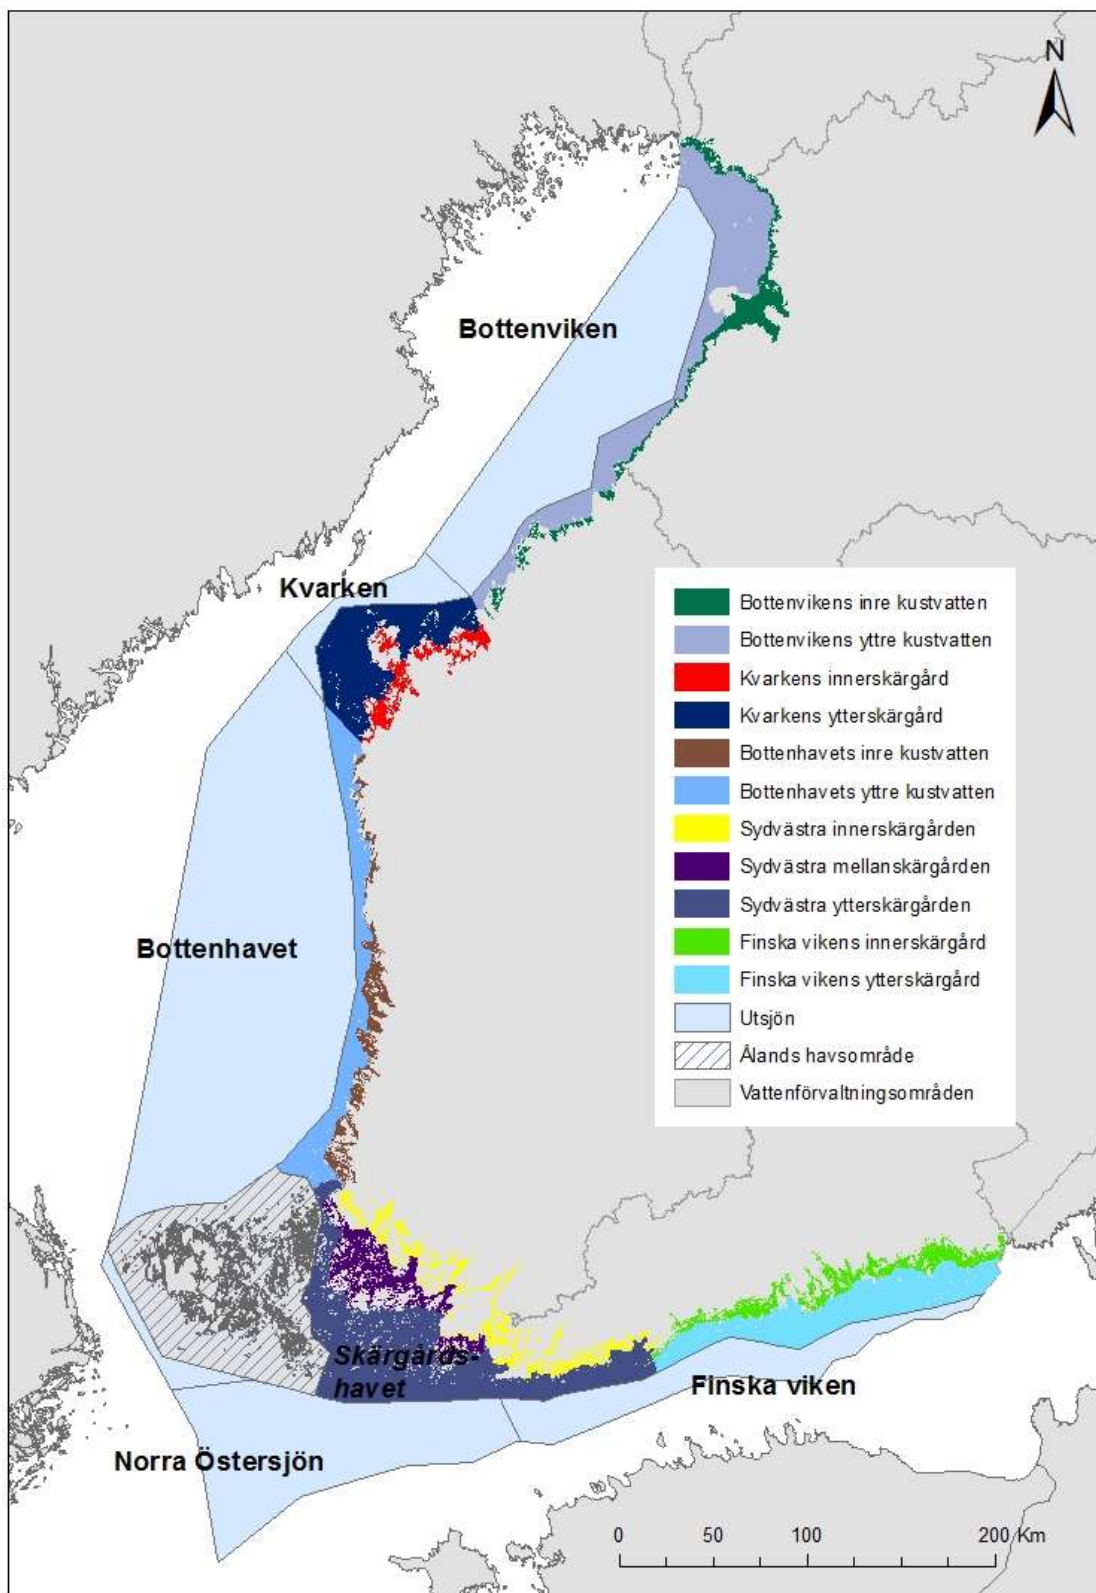 N
Bottenviken
Kvarken
Bottenvikens inre kustvatten
Bottenvikens yttre kustvatten
Kvarkens innerskärgård
Kvarkens ytterskärgård
Bottenhavets inre kustvatten
Bottenhavets yttre kustvatten
Sydvästra innerskärgården
Sydvästra mellanskärgården
Sydvästra ytterskärgården
Finska vikens innerskärgård
Finska vikens ytterskärgård
Utsjön
Ålands havsområde
Vattenförvaltningsområden
Bottenhavet
Skärgårds-
havet
Finska viken
Norra Östersjön
0 50 100 200 Km